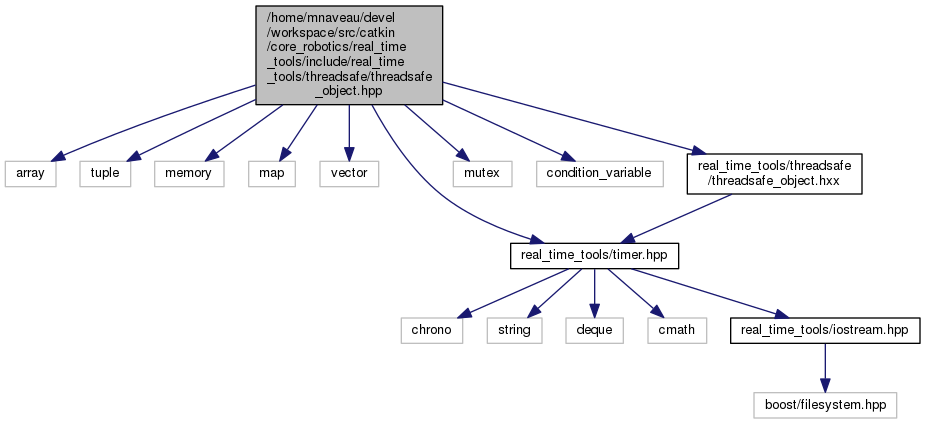 /home/mnaveau/devel
/workspace/src/catkin
/core_robotics/real_time
_tools/include/real_time
_tools/threadsafe/threadsafe
_object.hpp
array
tuple
memory
map
vector
mutex
condition_variable
real_time_tools/threadsafe
/threadsafe_object.hxx
real_time_tools/timer.hpp
chrono
string
deque
cmath
real_time_tools/iostream.hpp
boost/filesystem.hpp